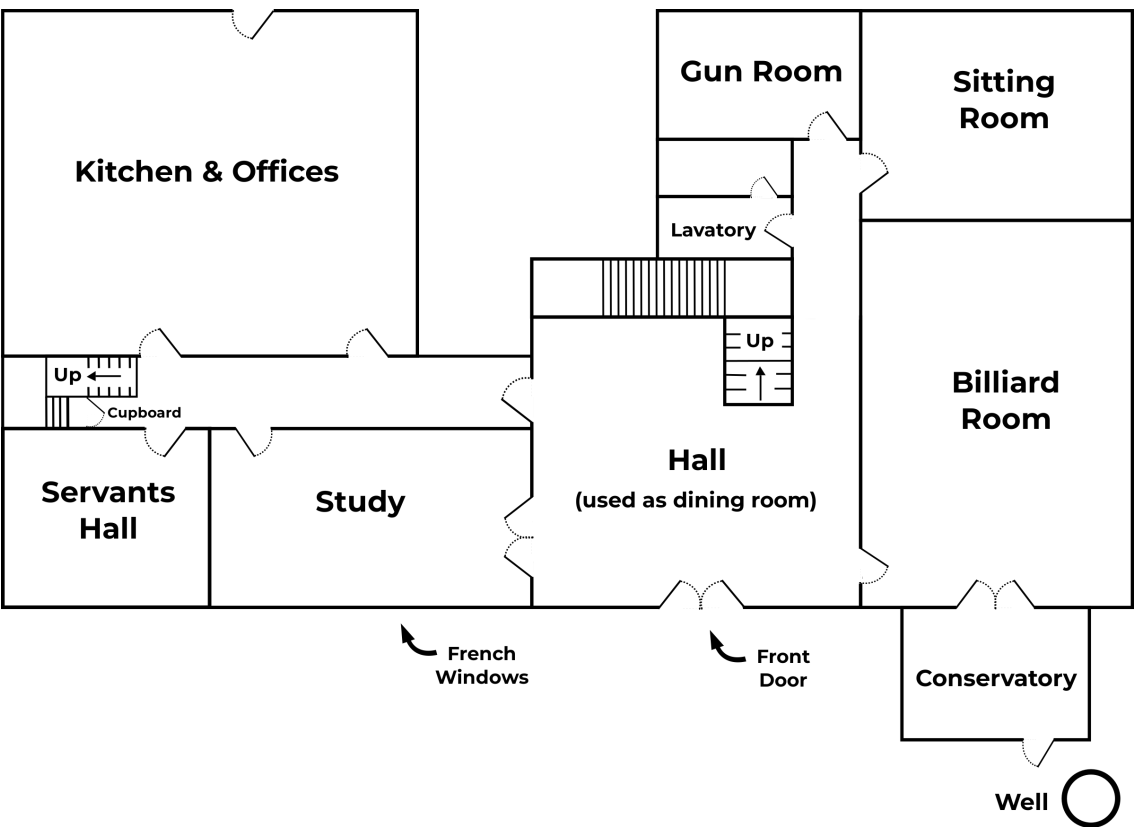 Gun Room
Sitting
Room
Kitchen & Offices
Lavatory
Up
Up
Cupboard
Billiard
Room
Hall
(used as dining room)
Servants
Hall
Study
French
Windows
Front
Door
Conservatory
Well